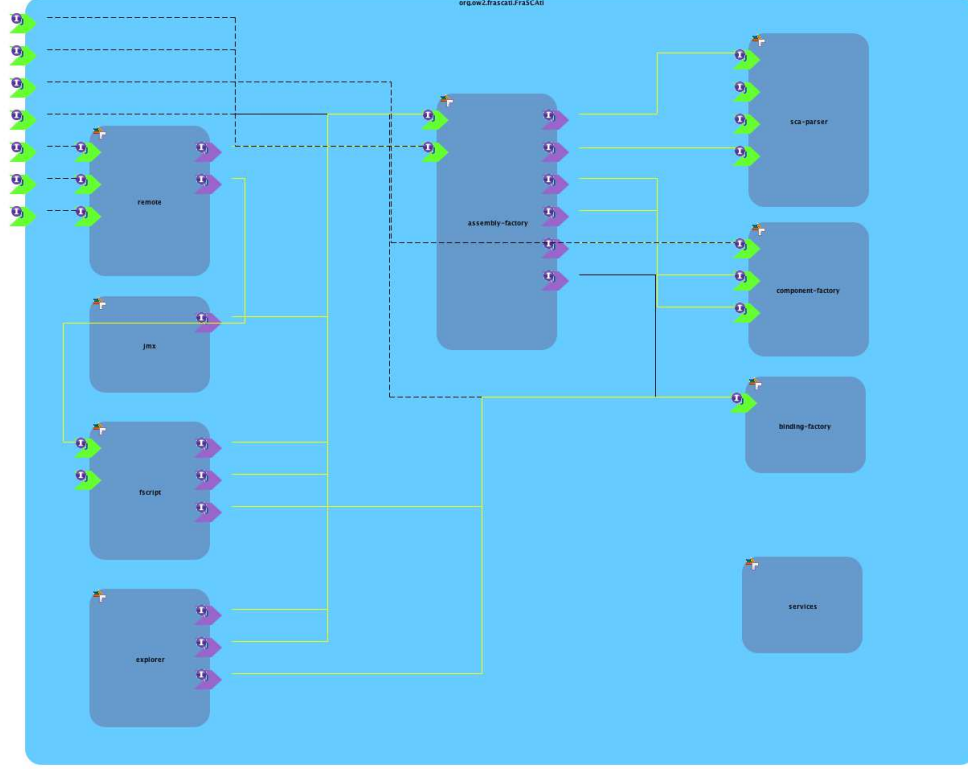 org.ow2.frascati.FraSCAti
sca-parser
remote
assembly-factory
component-factory
jmx
binding-factory
fscript
services
explorer